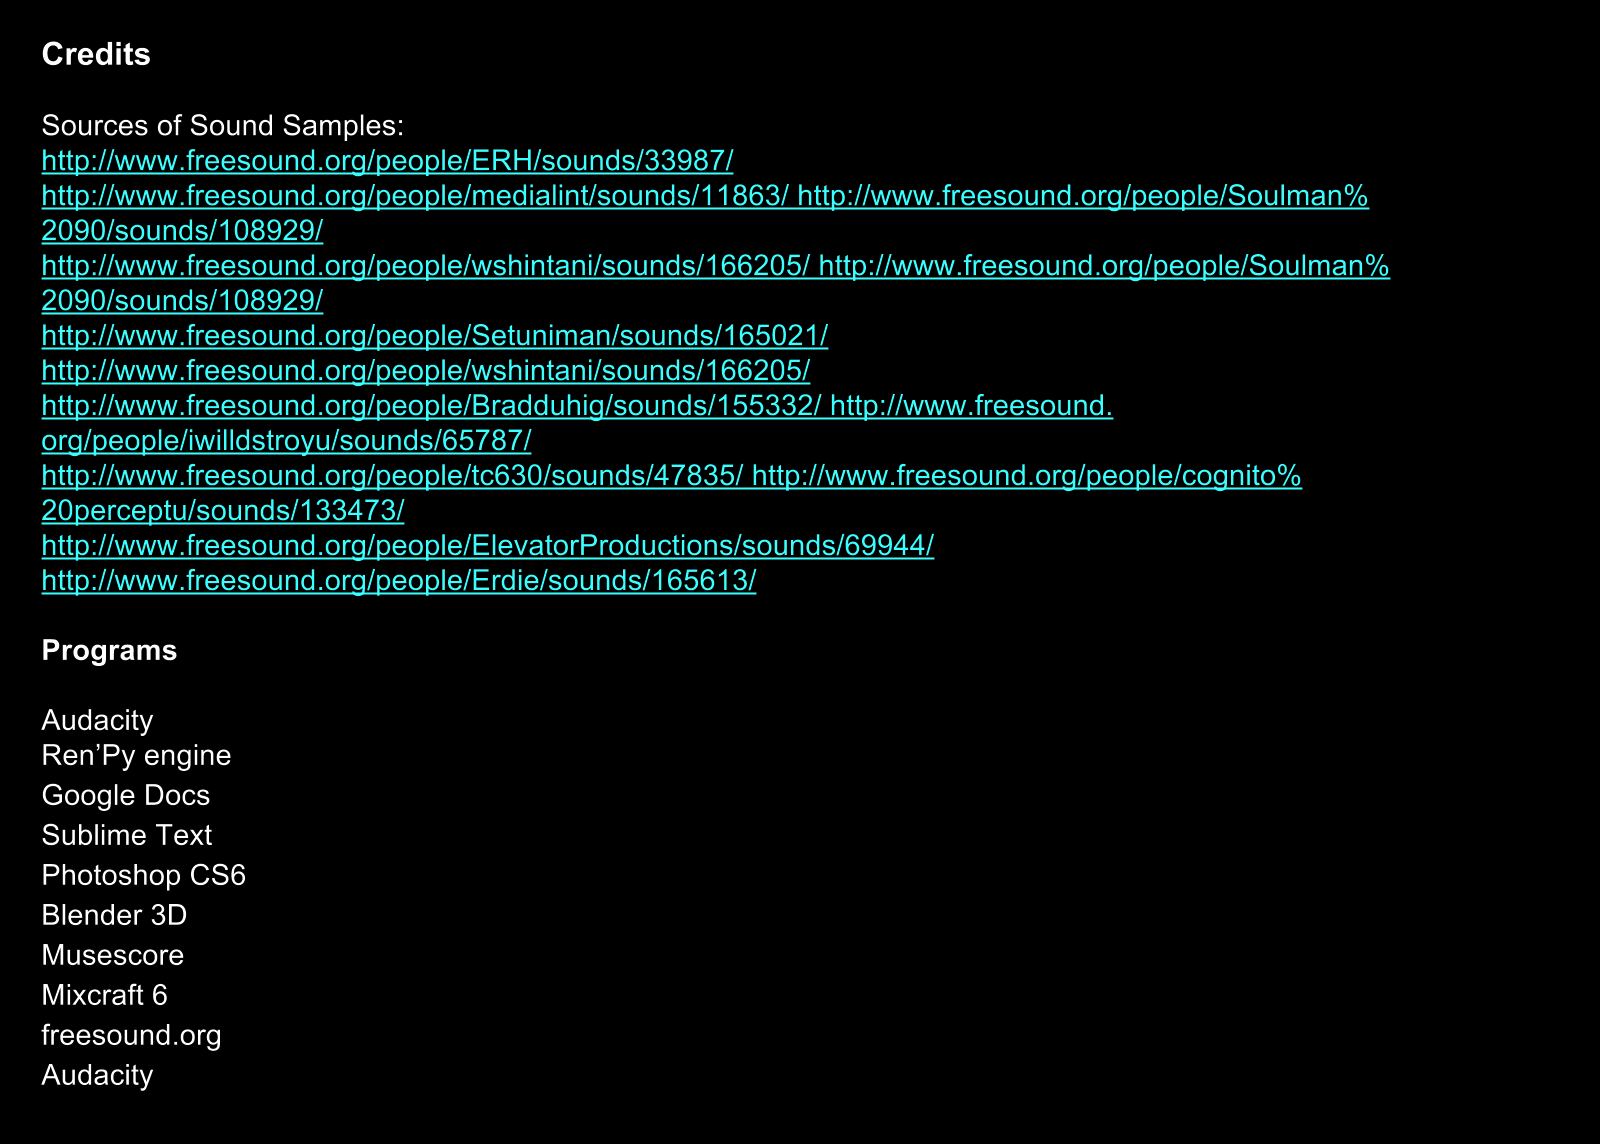 Credits
Sources of Sound Samples:
http://www.freesound.org/people/ERH/sounds/33987/
http://www.freesound.org/people/medialint/sounds/11863/ http://www.freesound.org/people/Soulman%
2090/sounds/108929/
http://www.freesound.org/people/wshintani/sounds/166205/ http://www.freesound.org/people/Soulman%
2090/sounds/108929/
http://www.freesound.org/people/Setuniman/sounds/165021/
http://www.freesound.org/people/wshintani/sounds/166205/
http://www.freesound.org/people/Bradduhig/sounds/155332/ http://www.freesound.
org/people/iwilldstroyu/sounds/65787/
http://www.freesound.org/people/tc630/sounds/47835/ http://www.freesound.org/people/cognito%
20perceptu/sounds/133473/
http://www.freesound.org/people/ElevatorProductions/sounds/69944/
http://www.freesound.org/people/Erdie/sounds/165613/
Programs
Audacity
Ren’Py engine
Google Docs
Sublime Text
Photoshop CS6
Blender 3D
Musescore
Mixcraft 6
freesound.org
Audacity